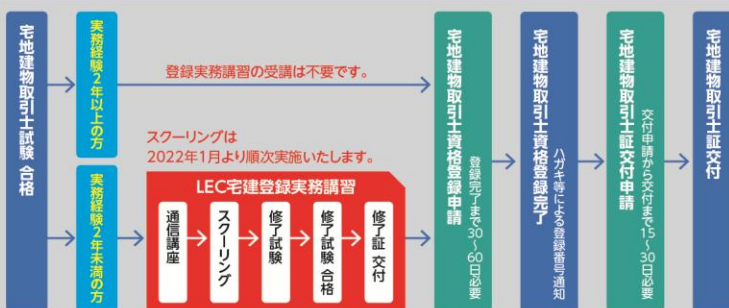 宅地建物取引士試験 合格
実務経験2年以上の方
登録実務講習の受講は不要です。
実務経験2年未満の方
スクーリングは
2022年1月より順次実施いたします。
LEC宅建登録実務講習
通信講座
スクーリング
修了試験
修了試験 合格
修了証 交付
宅地建物取引士資格登録申請
登録完了まで30～60日必要
宅地建物取引士資格登録完了
ハガキ等による登録番号通知
宅地建物取引士証交付申請
交付申請から交付まで15～30日必要
宅地建物取引士証交付